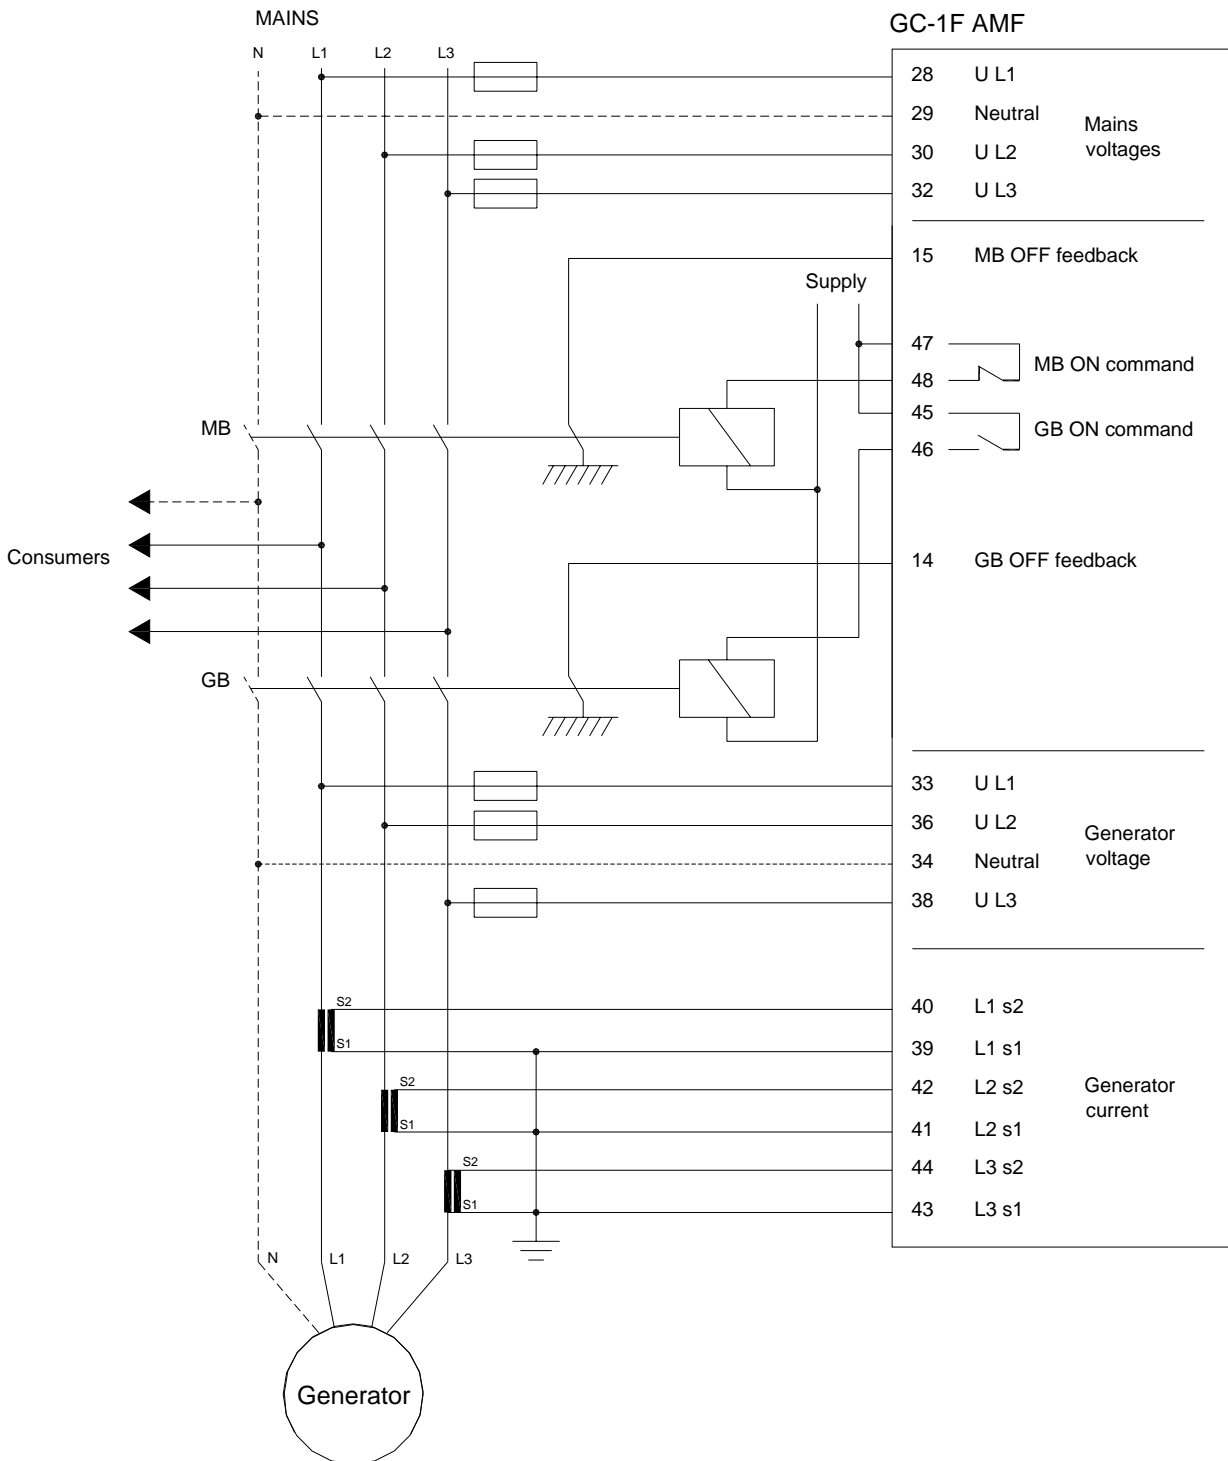 MAINS
GC-1F AMF
N L1 L2 L3
28 U L1
29 Neutral
Mains
voltages
30 U L2
32 U L3
15 MB OFF feedback
Supply
47
MB ON command
48
45
GB ON command
46
MB
Consumers
14 GB OFF feedback
GB
33 U L1
36 U L2
Generator
voltage
34 Neutral
38 U L3
S2 40 L1 s2
S1 39 L1 s1
S2 42 L2 s2
Generator
current
S1 41 L2 s1
S2 44 L3 s2
S1 43 L3 s1
N L1 L2 L3
Generator